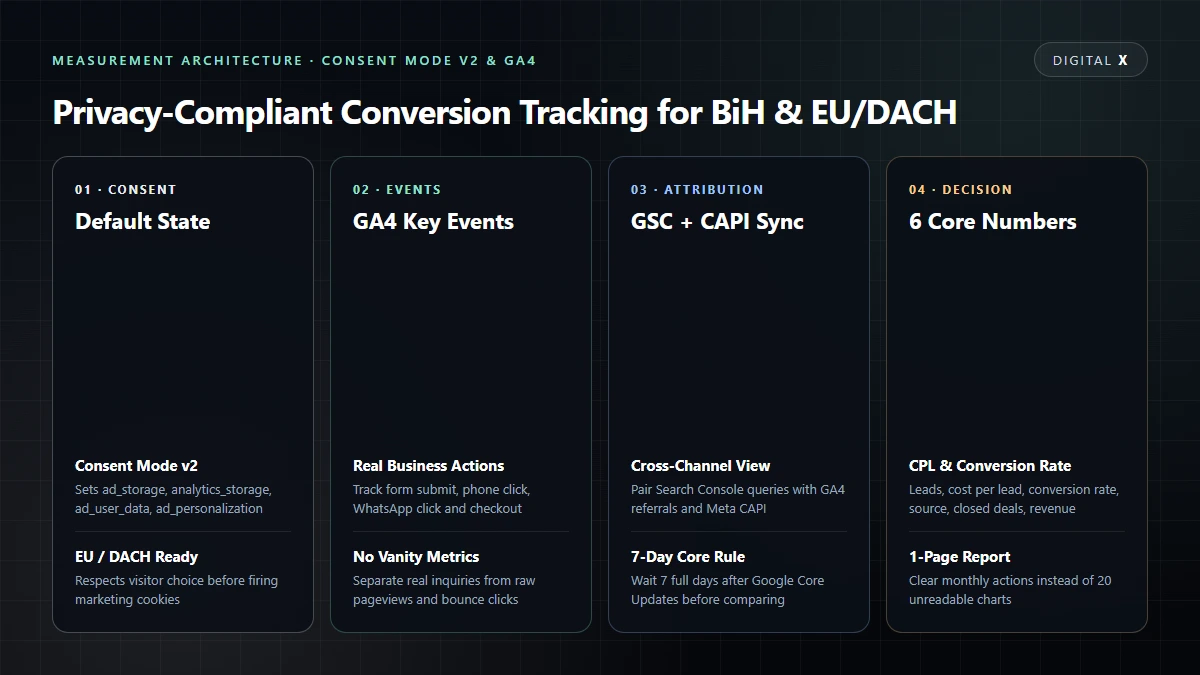 MEASUREMENT ARCHITECTURE · CONSENT MODE V2 & GA4
DIGITAL X
Privacy-Compliant Conversion Tracking for BiH & EU/DACH
01 · CONSENT
Default State
Consent Mode v2
Sets ad_storage, analytics_storage,
ad_user_data, ad_personalization
EU / DACH Ready
Respects visitor choice before firing
marketing cookies
02 · EVENTS
GA4 Key Events
Real Business Actions
Track form submit, phone click,
WhatsApp click and checkout
No Vanity Metrics
Separate real inquiries from raw
pageviews and bounce clicks
03 · ATTRIBUTION
GSC + CAPI Sync
Cross-Channel View
Pair Search Console queries with GA4
referrals and Meta CAPI
7-Day Core Rule
Wait 7 full days after Google Core
Updates before comparing
04 · DECISION
6 Core Numbers
CPL & Conversion Rate
Leads, cost per lead, conversion rate,
source, closed deals, revenue
1-Page Report
Clear monthly actions instead of 20
unreadable charts